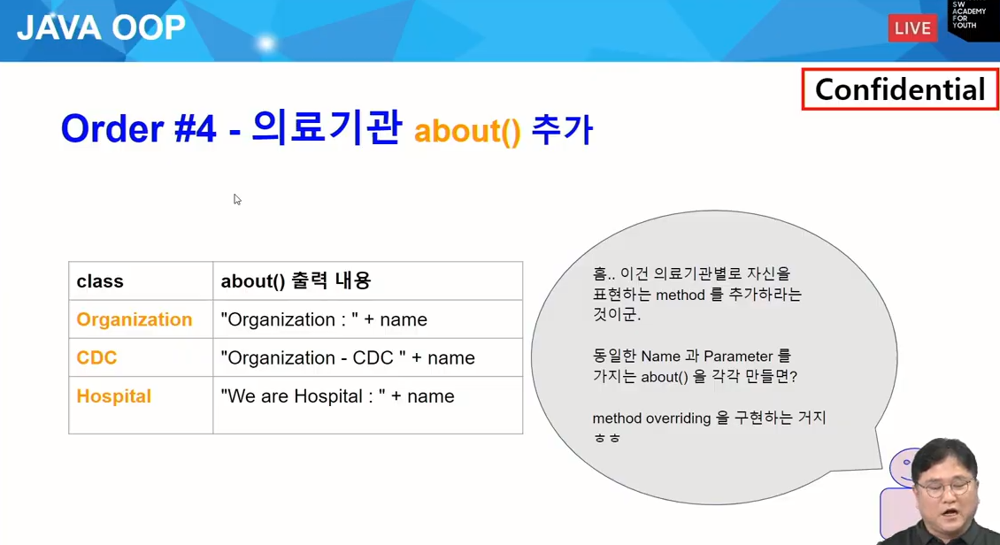 JAVA OOP
LIVE
SW
ACADEMY
FOR
YOUTH
Confidential
Order #4 - 의료기관 about() 추가
class about() 출력 내용
Organization "Organization : " + name
CDC "Organization - CDC " + name
Hospital "We are Hospital : " + name
흠.. 이건 의료기관별로 자신을
표현하는 method 를 추가하라는
것이군.
동일한 Name 과 Parameter 를
가지는 about() 을 각각 만들면?
method overriding 을 구현하는 거지
ㅎㅎ